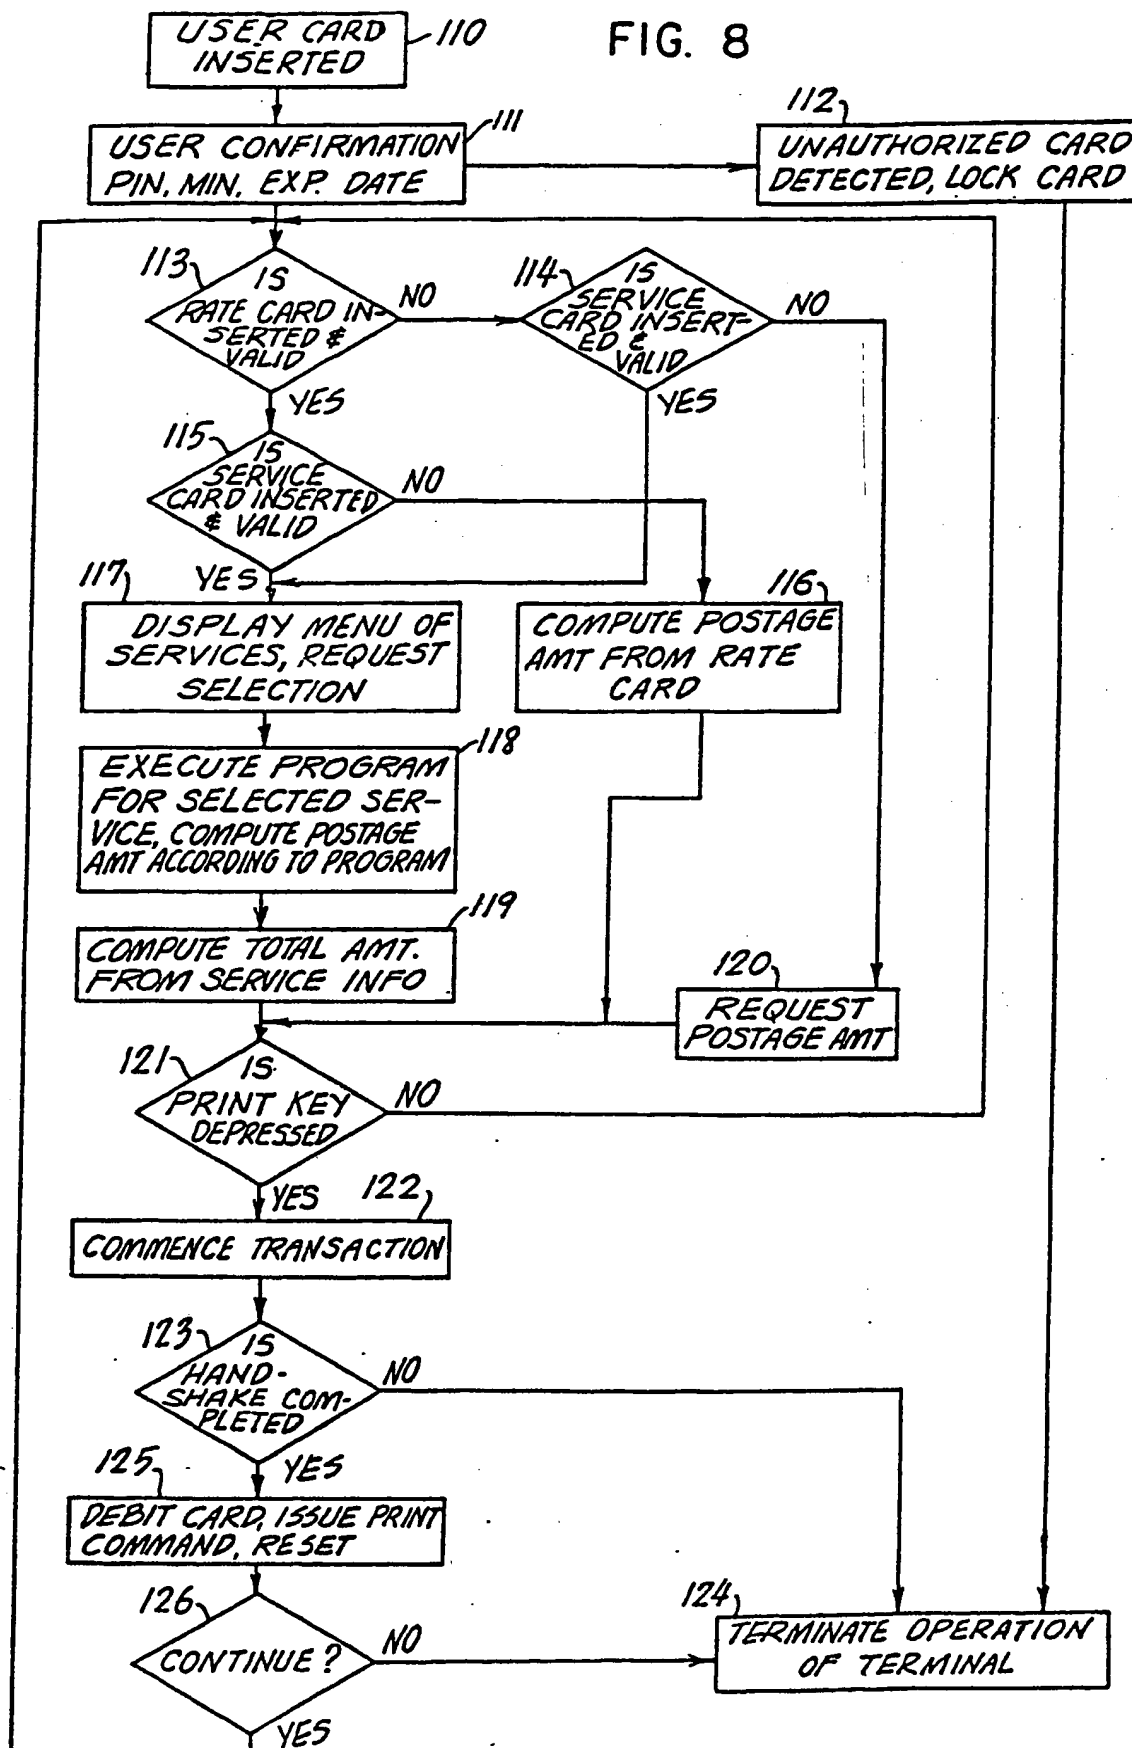 FIG. 8
USER CARD
INSERTED
110
USER CONFIRMATION
PIN, MIN. EXP. DATE
111
112
UNAUTHORIZED CARD
DETECTED, LOCK CARD
113
IS
RATE CARD IN-
SERTED &
VALID
NO
YES
114
IS
SERVICE
CARD INSERT-
ED &
VALID
NO
YES
115
IS
SERVICE
CARD INSERTED
& VALID
NO
YES
116
COMPUTE POSTAGE
AMT FROM RATE
CARD
117
DISPLAY MENU OF
SERVICES, REQUEST
SELECTION
118
EXECUTE PROGRAM
FOR SELECTED SER-
VICE, COMPUTE POSTAGE
AMT ACCORDING TO PROGRAM
119
COMPUTE TOTAL AMT.
FROM SERVICE INFO
120
REQUEST
POSTAGE AMT
121
IS
PRINT KEY
DEPRESSED
NO
YES
122
COMMENCE TRANSACTION
123
IS
HAND-
SHAKE COM-
PLETED
NO
YES
125
DEBIT CARD, ISSUE PRINT
COMMAND, RESET
126
CONTINUE?
NO
YES
124
TERMINATE OPERATION
OF TERMINAL